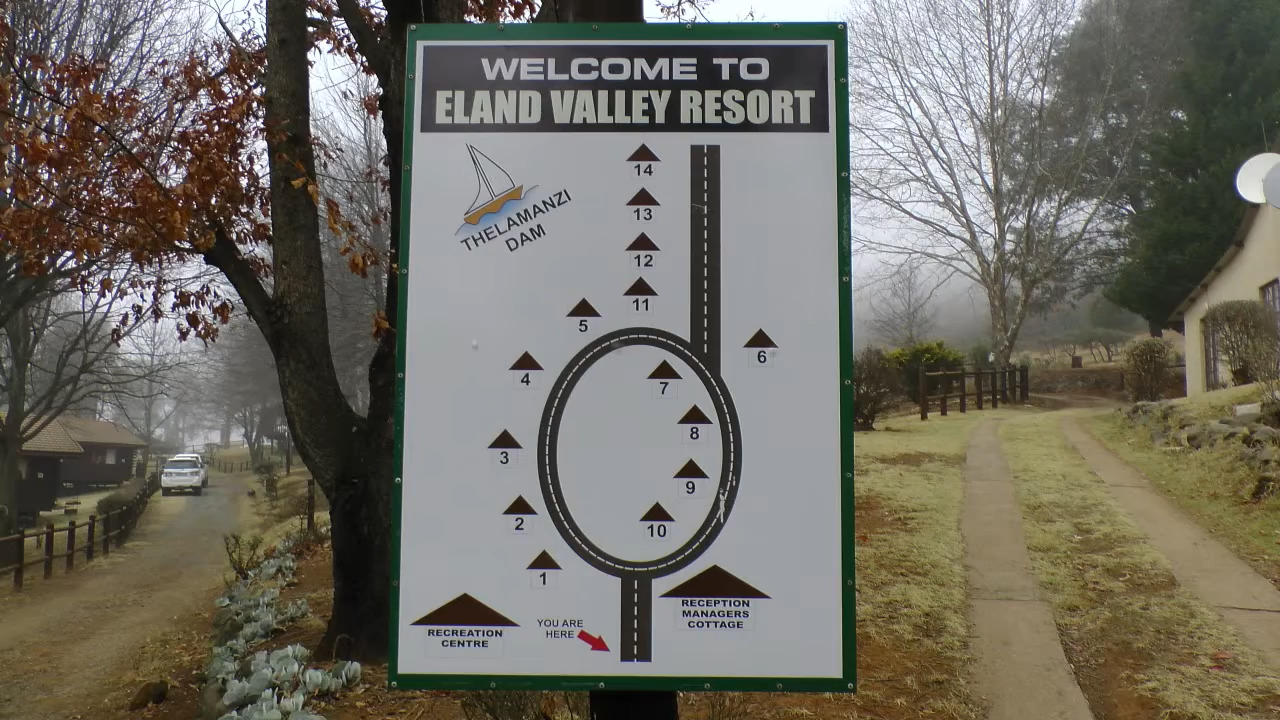 WELCOME TO
ELAND VALLEY RESORT
THELAMANZI
DAM
14
13
12
11
5
6
4
7
8
3
9
2
10
1
RECREATION
CENTRE
YOU ARE
HERE
RECEPTION
MANAGERS
COTTAGE